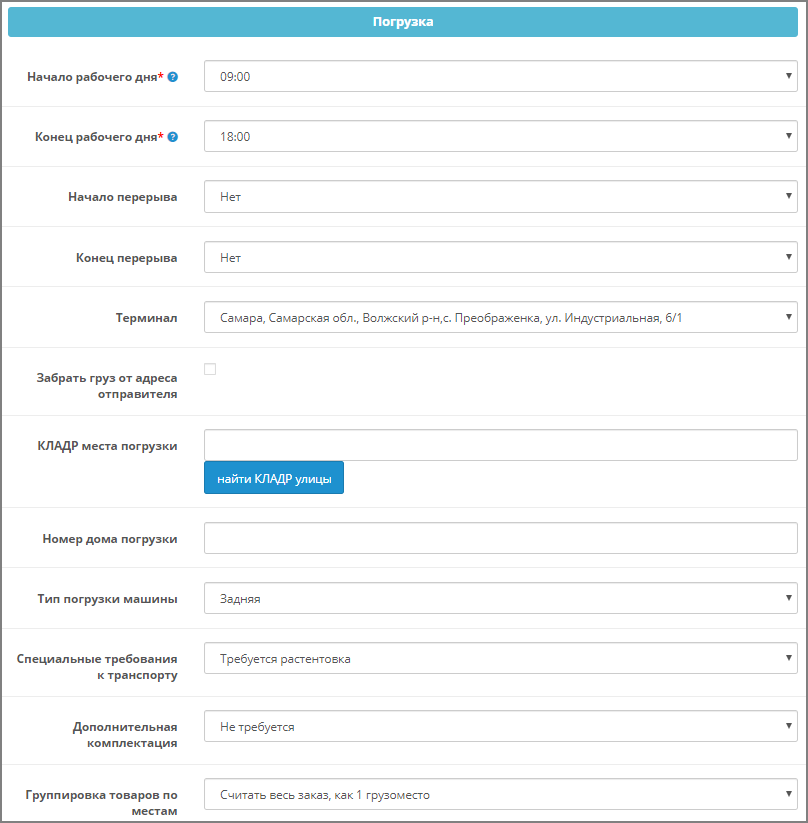 Погрузка
Начало рабочего дня* ?
09:00
Конец рабочего дня* ?
18:00
Начало перерыва
Нет
Конец перерыва
Нет
Терминал
Самара, Самарская обл., Волжский р-н,с. Преображенка, ул. Индустриальная, 6/1
Забрать груз от адреса
отправителя
КЛАДР места погрузки
найти КЛАДР улицы
Номер дома погрузки
Тип погрузки машины
Задняя
Специальные требования
к транспорту
Требуется растентовка
Дополнительная
комплектация
Не требуется
Группировка товаров по
местам
Считать весь заказ, как 1 грузоместо